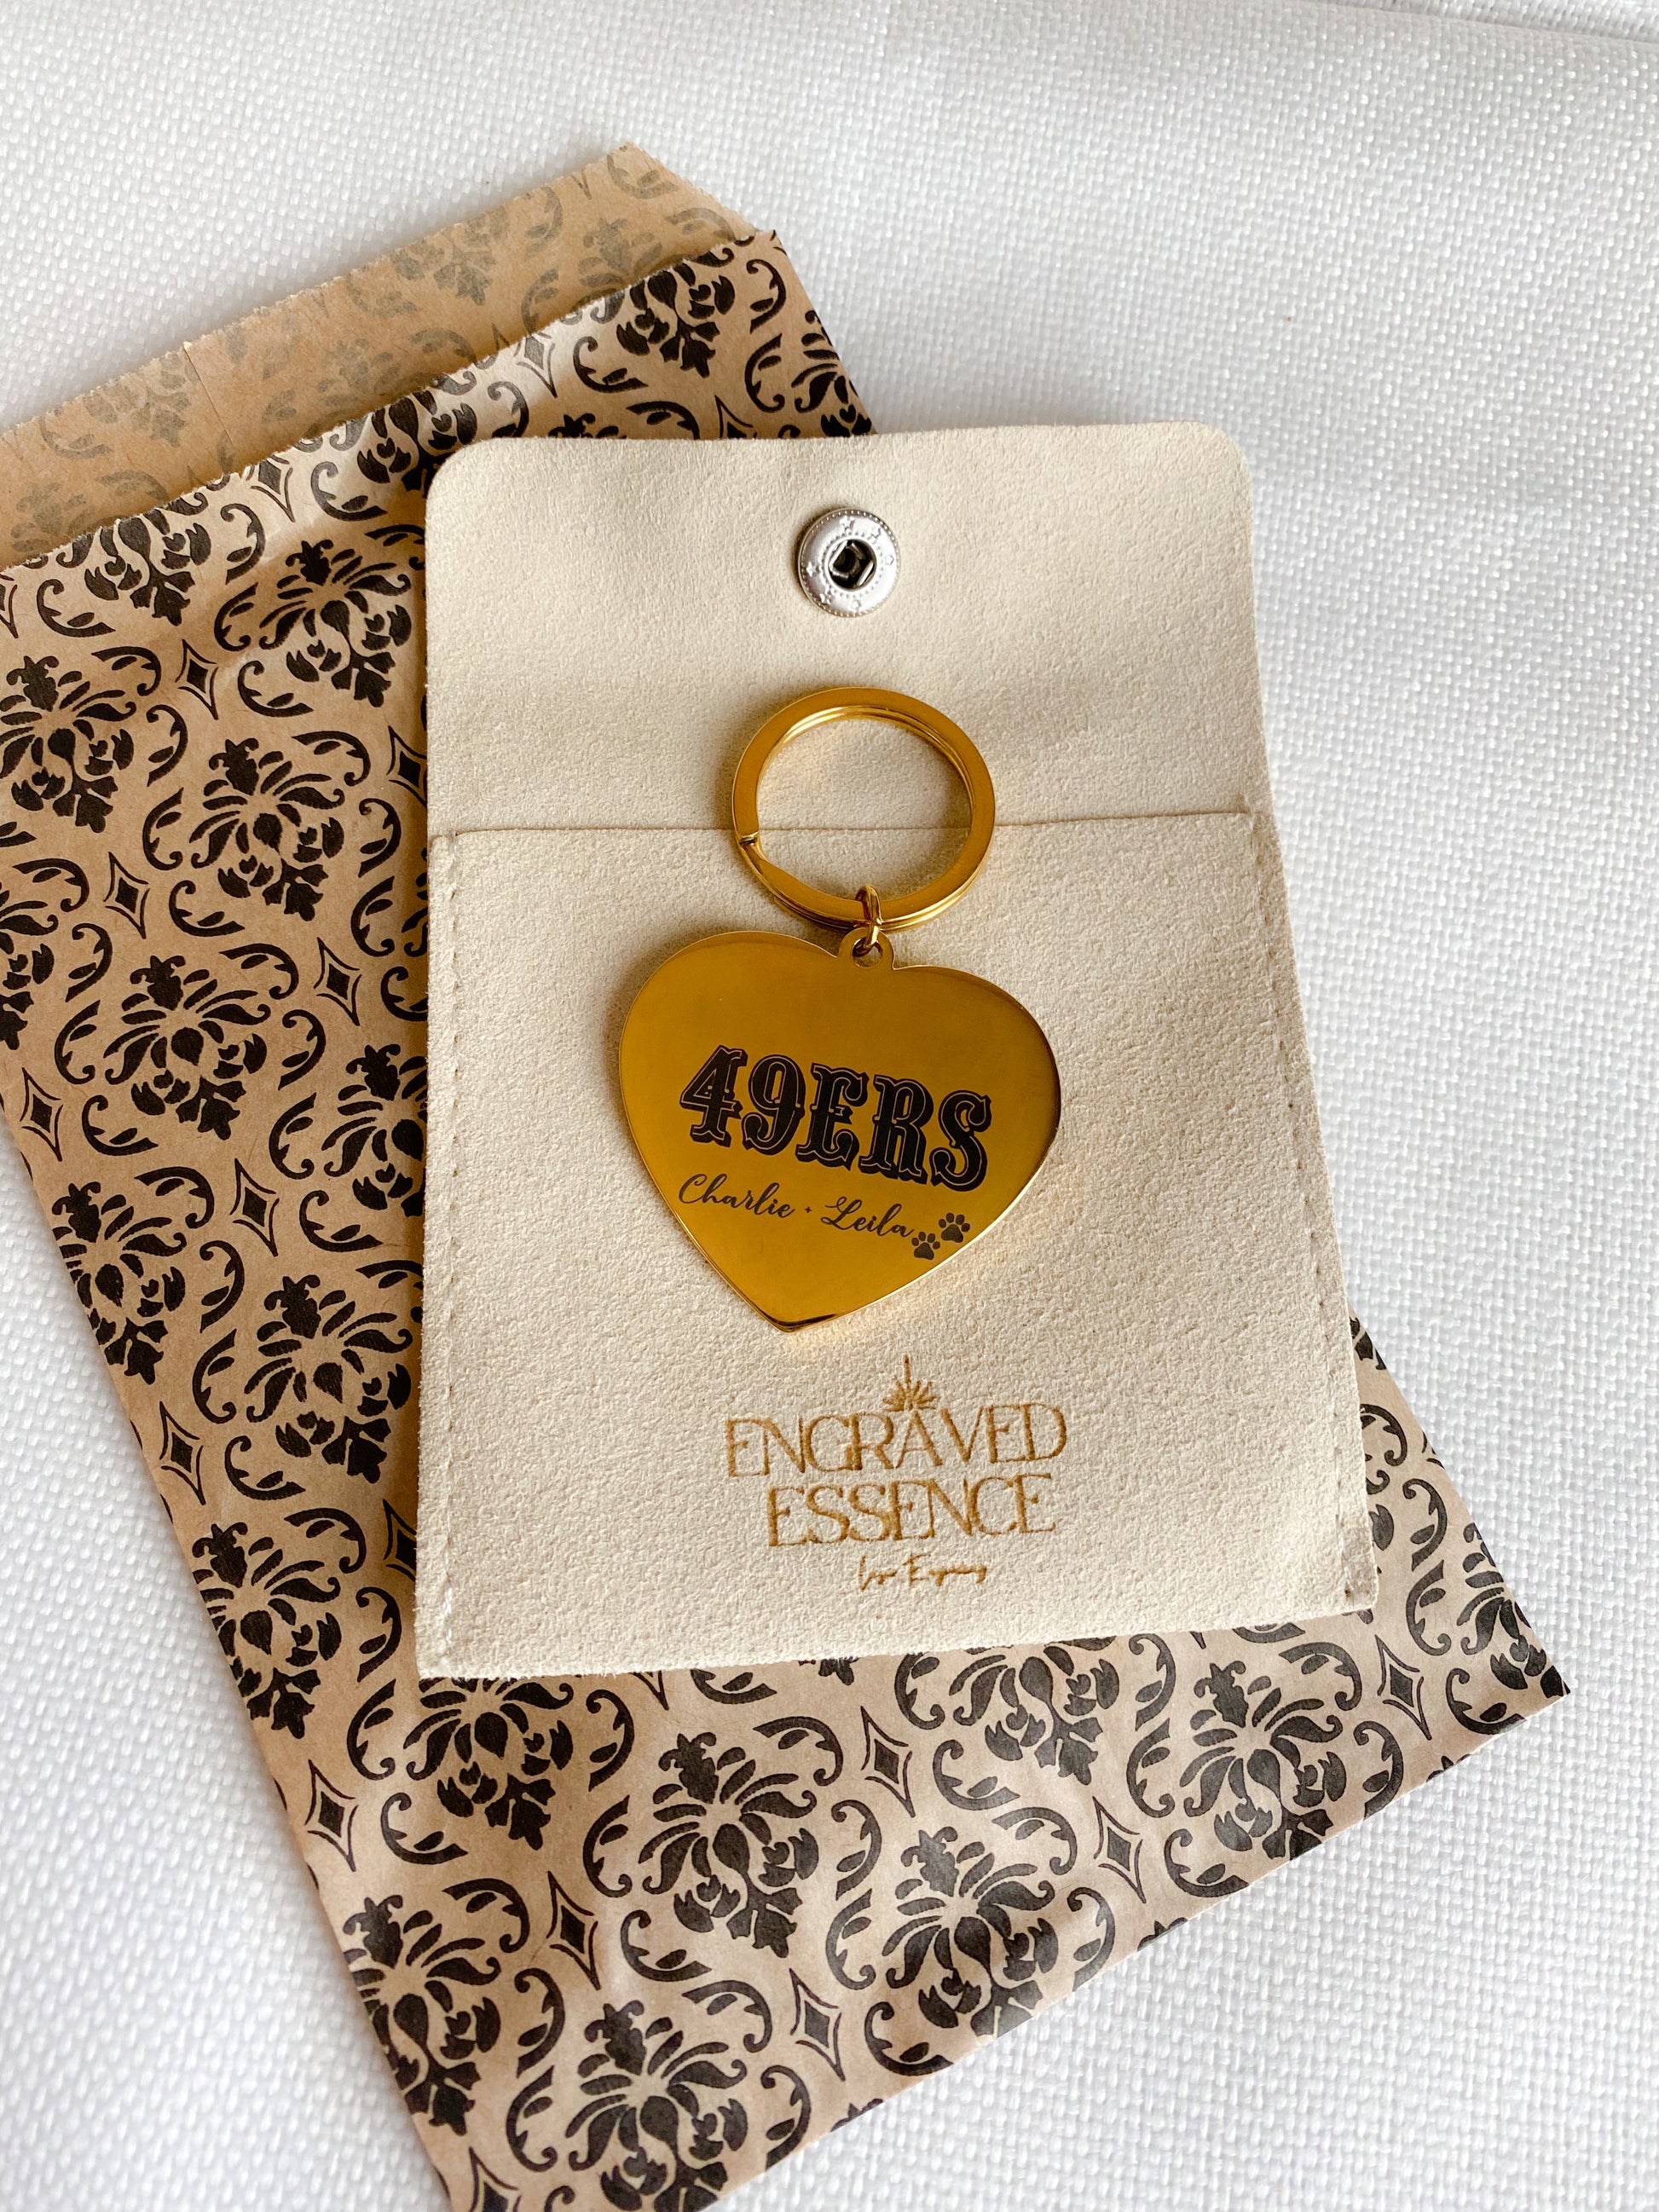 49ERS
Charlie · Leila
ENGRAVED
ESSENCE